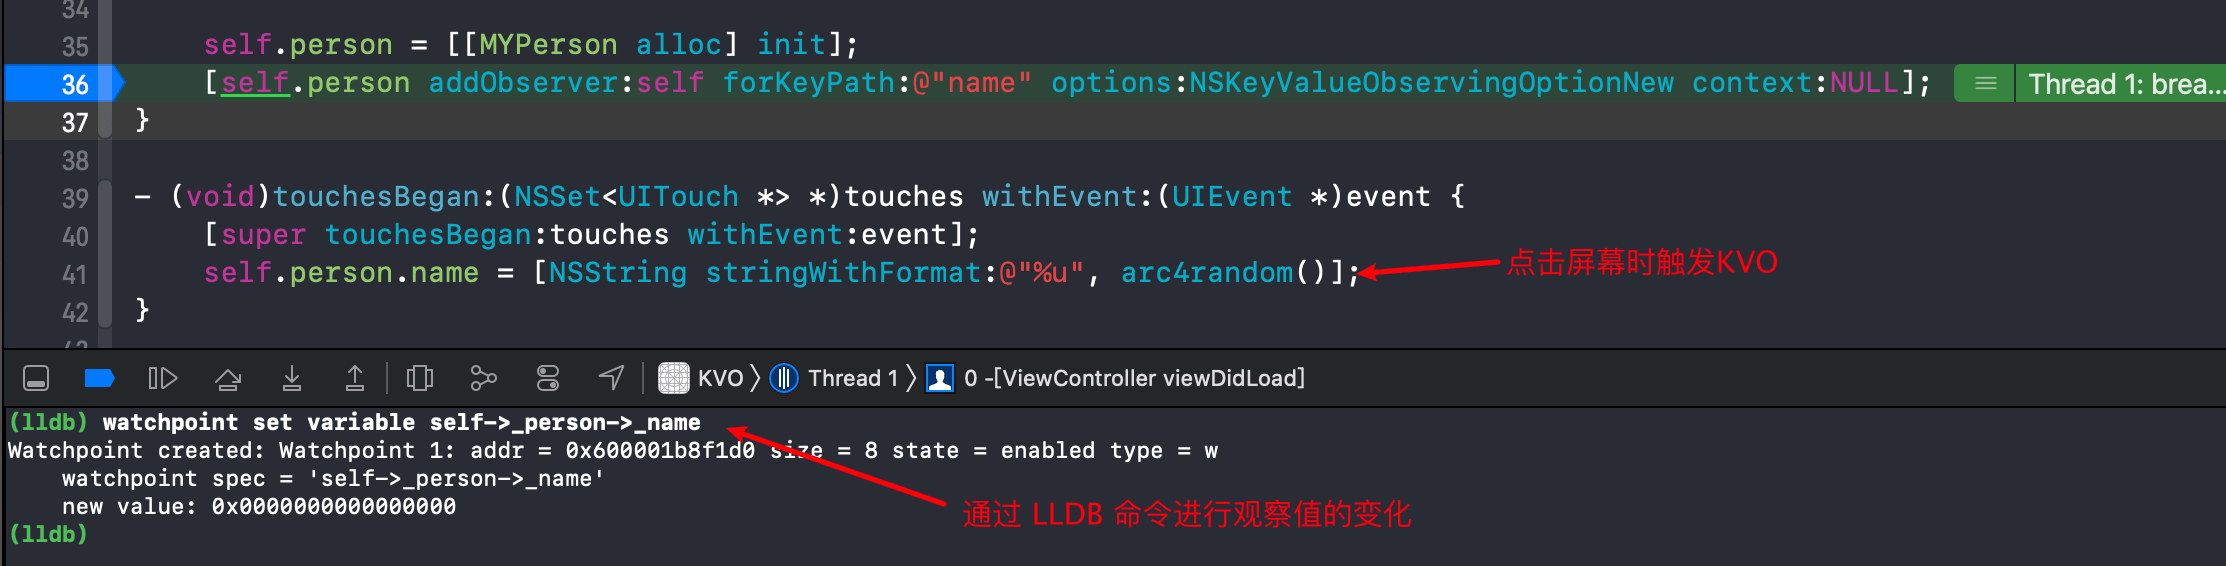 34
35 self.person = [[MYPerson alloc] init];
36 [self.person addObserver:self forKeyPath:@"name" options:NSKeyValueObservingOptionNew context:NULL]; Thread 1: brea...
37 }
38
39 - (void)touchesBegan:(NSSet<UITouch *> *)touches withEvent:(UIEvent *)event {
40 [super touchesBegan:touches withEvent:event];
41 self.person.name = [NSString stringWithFormat:@"%u", arc4random()]; 点击屏幕时触发KVO
42 }
KVO Thread 1 0 -[ViewController viewDidLoad]
(lldb) watchpoint set variable self->_person->_name
Watchpoint created: Watchpoint 1: addr = 0x600001b8f1d0 size = 8 state = enabled type = w
watchpoint spec = 'self->_person->_name'
new value: 0x0000000000000000
通过 LLDB 命令进行观察值的变化
(lldb)